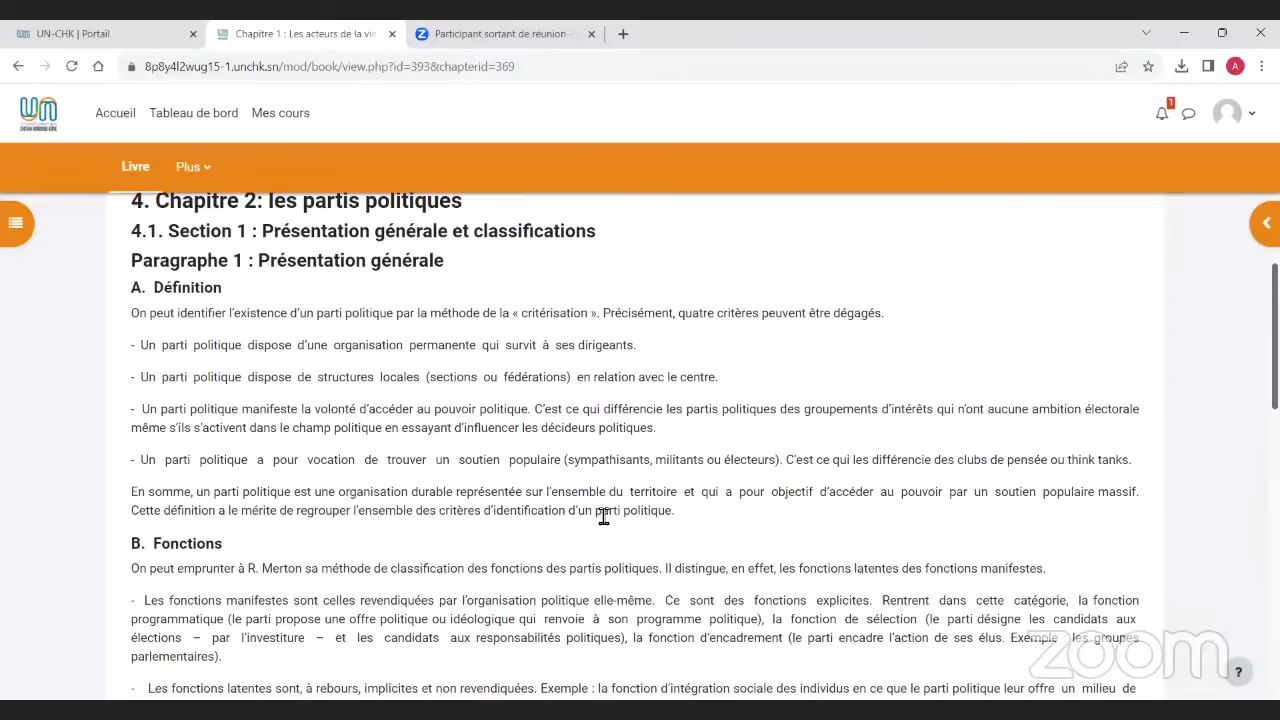 UN-CHK | Portail
Chapitre 1 : Les acteurs de la vie
Participant sortant de réunion -
8p8y4l2wug15-1.unchk.sn/mod/book/view.php?id=393&chapterid=369
A
Accueil Tableau de bord Mes cours
1
Livre Plus
4. Chapitre 2: les partis politiques
4.1. Section 1 : Présentation générale et classifications
Paragraphe 1 : Présentation générale
A. Définition
On peut identifier l'existence d'un parti politique par la méthode de la « critérisation ». Précisément, quatre critères peuvent être dégagés.
- Un parti politique dispose d'une organisation permanente qui survit à ses dirigeants.
- Un parti politique dispose de structures locales (sections ou fédérations) en relation avec le centre.
- Un parti politique manifeste la volonté d'accéder au pouvoir politique. C'est ce qui différencie les partis politiques des groupements d'intérêts qui n'ont aucune ambition électorale
même s'ils s'activent dans le champ politique en essayant d'influencer les décideurs politiques.
- Un parti politique a pour vocation de trouver un soutien populaire (sympathisants, militants ou électeurs). C'est ce qui les différencie des clubs de pensée ou think tanks.
En somme, un parti politique est une organisation durable représentée sur l'ensemble du territoire et qui a pour objectif d'accéder au pouvoir par un soutien populaire massif.
Cette définition a le mérite de regrouper l'ensemble des critères d'identification d'un parti politique.
B. Fonctions
On peut emprunter à R. Merton sa méthode de classification des fonctions des partis politiques. Il distingue, en effet, les fonctions latentes des fonctions manifestes.
- Les fonctions manifestes sont celles revendiquées par l'organisation politique elle-même. Ce sont des fonctions explicites. Rentrent dans cette catégorie, la fonction
programmatique (le parti propose une offre politique ou idéologique qui renvoie à son programme politique), la fonction de sélection (le parti désigne les candidats aux
élections – par l'investiture – et les candidats aux responsabilités politiques), la fonction d'encadrement (le parti encadre l'action de ses élus. Exemple : les groupes
parlementaires).
- Les fonctions latentes sont, à rebours, implicites et non revendiquées. Exemple : la fonction d'intégration sociale des individus en ce que le parti politique leur offre un milieu de
zoom
?